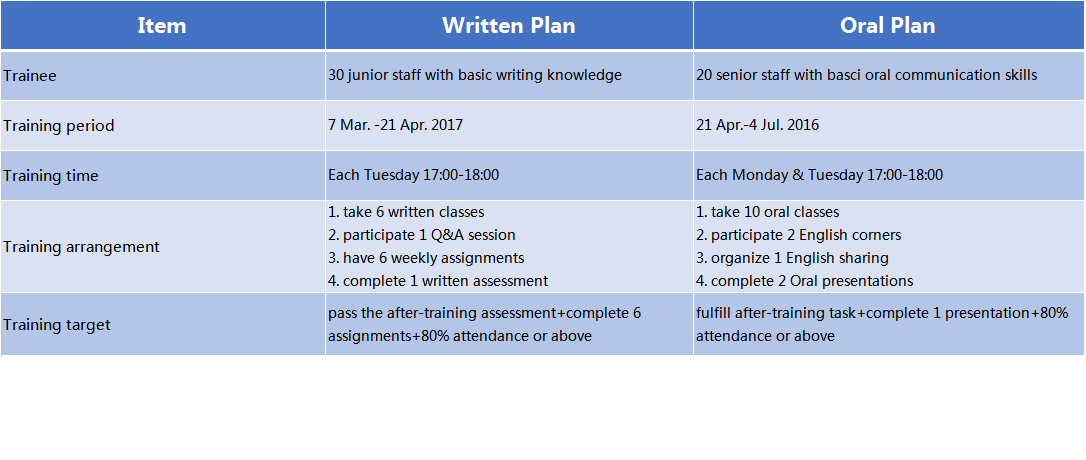 Item Written Plan Oral Plan
Trainee 30 junior staff with basic writing knowledge 20 senior staff with basci oral communication skills
Training period 7 Mar. -21 Apr. 2017 21 Apr.-4 Jul. 2016
Training time Each Tuesday 17:00-18:00 Each Monday & Tuesday 17:00-18:00
Training arrangement
1. take 6 written classes
2. participate 1 Q&A session
3. have 6 weekly assignments
4. complete 1 written assessment
1. take 10 oral classes
2. participate 2 English corners
3. organize 1 English sharing
4. complete 2 Oral presentations
Training target
pass the after-training assessment+complete 6
assignments+80% attendance or above
fulfill after-training task+complete 1 presentation+80%
attendance or above